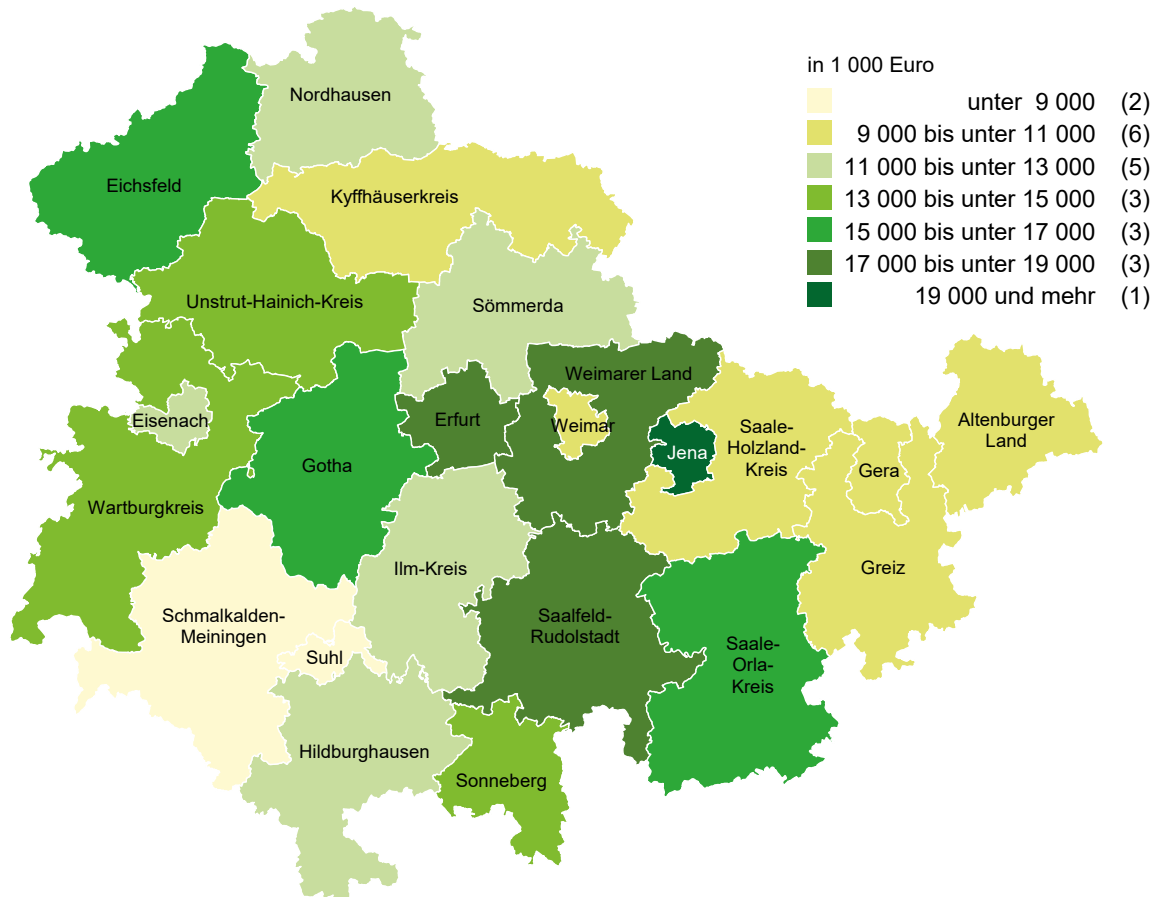 in 1 000 Euro
unter 9 000 (2)
9 000 bis unter 11 000 (6)
11 000 bis unter 13 000 (5)
13 000 bis unter 15 000 (3)
15 000 bis unter 17 000 (3)
17 000 bis unter 19 000 (3)
19 000 und mehr (1)
Nordhausen
Eichsfeld
Kyffhäuserkreis
Unstrut-Hainich-Kreis
Sömmerda
Weimarer Land
Eisenach
Erfurt
Weimar
Jena
Saale-
Holzland-
Kreis
Gera
Altenburger
Land
Gotha
Wartburgkreis
Ilm-Kreis
Greiz
Schmalkalden-
Meiningen
Suhl
Saalfeld-
Rudolstadt
Saale-
Orla-
Kreis
Hildburghausen
Sonneberg